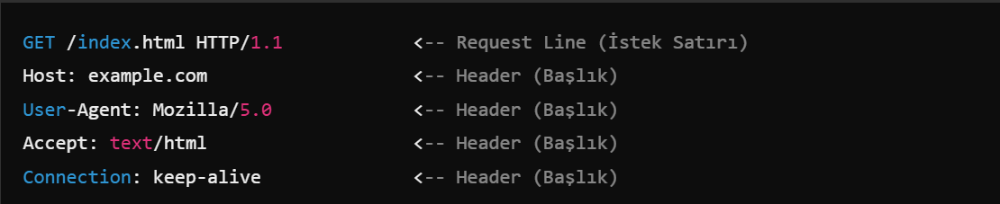 GET /index.html HTTP/1.1 <-- Request Line (İstek Satırı)
Host: example.com <-- Header (Başlık)
User-Agent: Mozilla/5.0 <-- Header (Başlık)
Accept: text/html <-- Header (Başlık)
Connection: keep-alive <-- Header (Başlık)